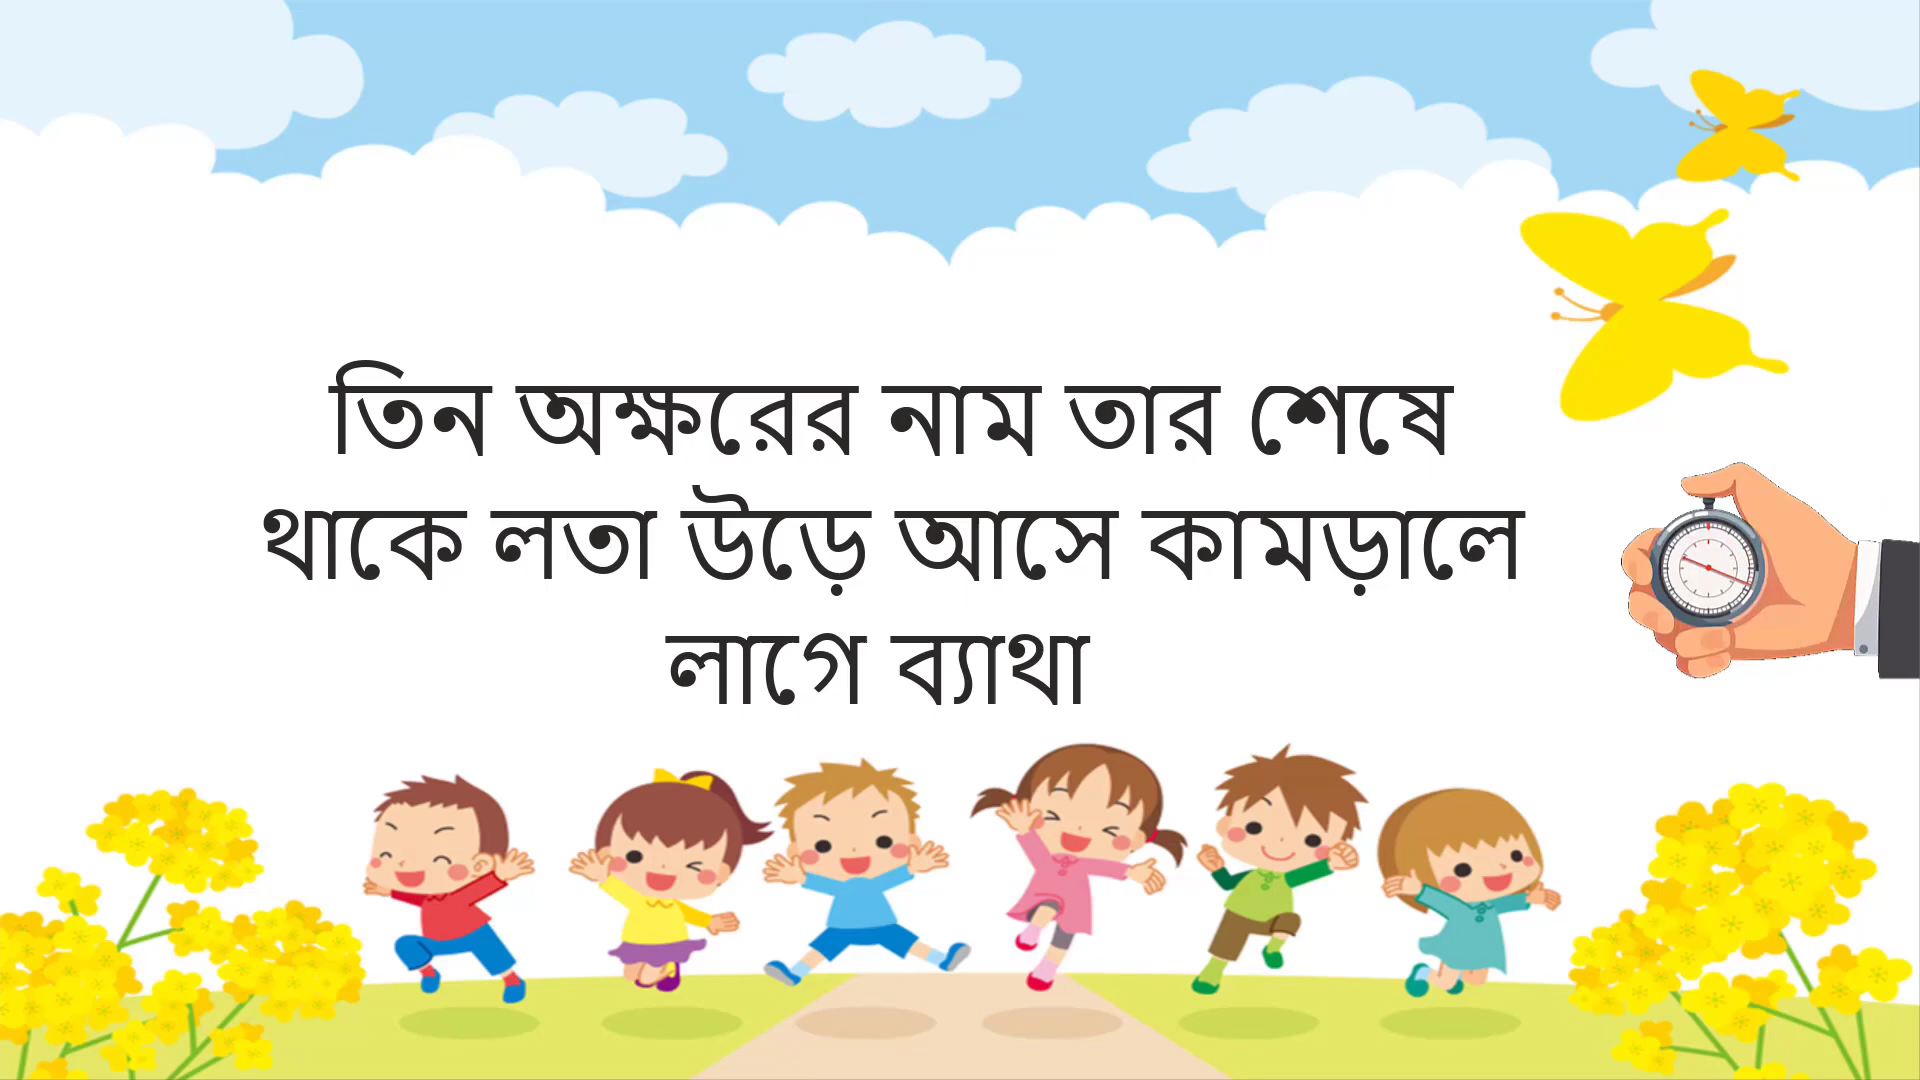 তিন অক্ষরের নাম তার শেষে
থাকে লতা উড়ে আসে কামড়ালে
লাগে ব্যাথা